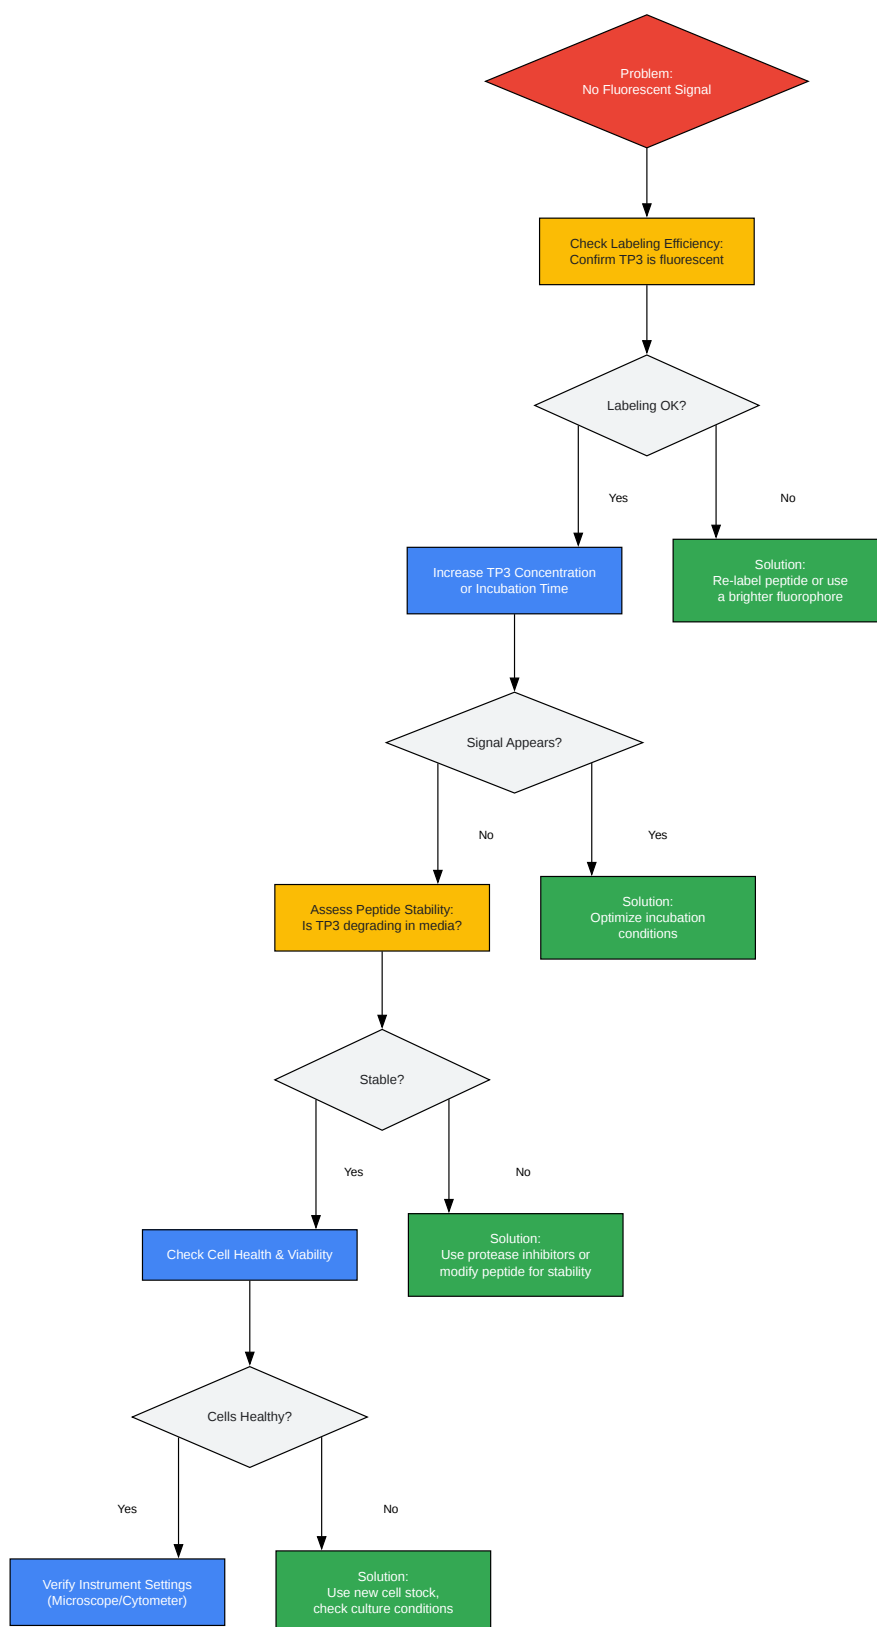 Problem:
No Fluorescent Signal
Check Labeling Efficiency:
Confirm TP3 is fluorescent
Labeling OK?
Yes
No
Increase TP3 Concentration
or Incubation Time
Solution:
Re-label peptide or use
a brighter fluorophore
Signal Appears?
No
Yes
Assess Peptide Stability:
Is TP3 degrading in media?
Solution:
Optimize incubation
conditions
Stable?
Yes
No
Check Cell Health & Viability
Solution:
Use protease inhibitors or
modify peptide for stability
Cells Healthy?
Yes
No
Verify Instrument Settings
(Microscope/Cytometer)
Solution:
Use new cell stock,
check culture conditions